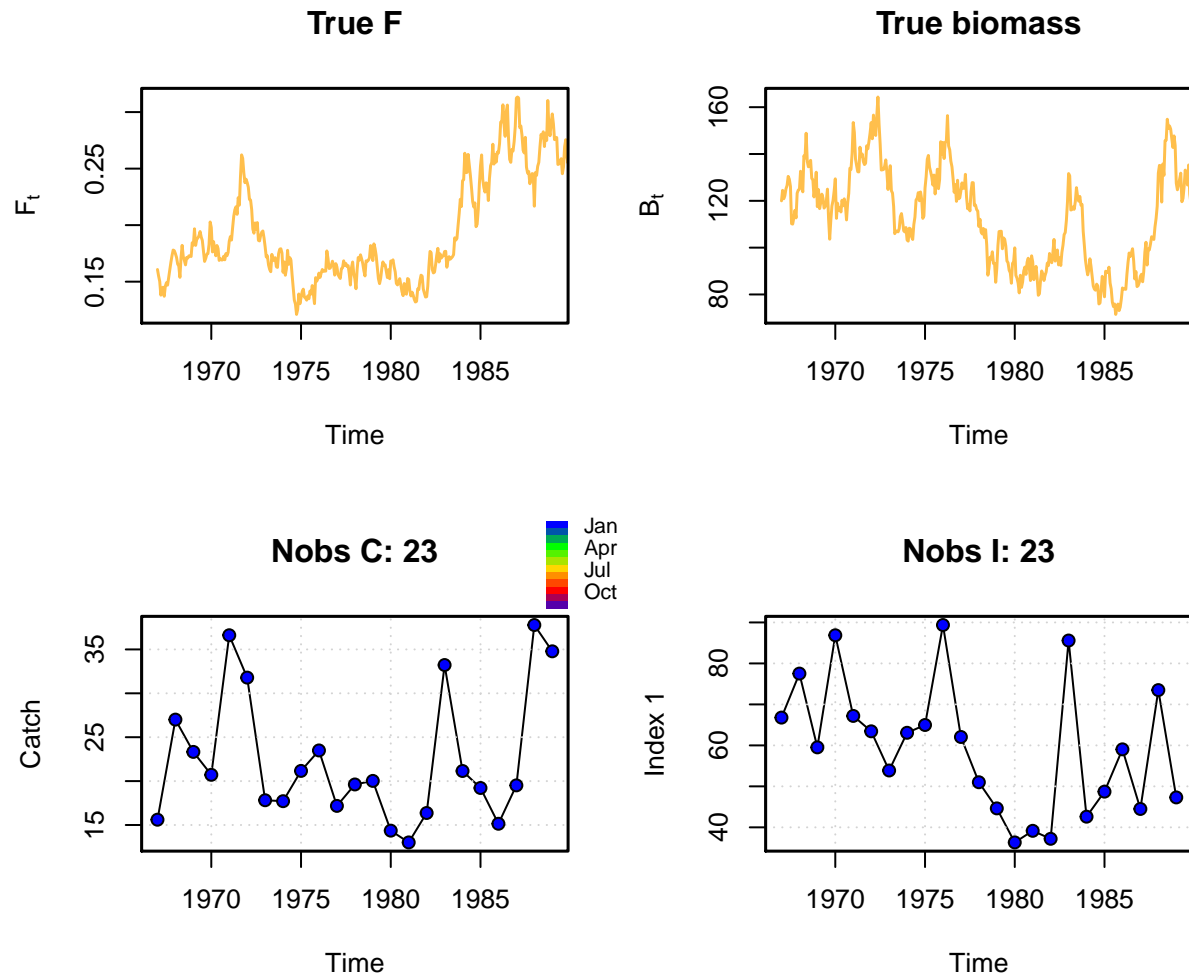 True F
F_t
0.15
0.25
1970 1975 1980 1985
Time
True biomass
B_t
80
120
160
1970 1975 1980 1985
Time
Nobs C: 23
Jan
Apr
Jul
Oct
Catch
15
25
35
1970 1975 1980 1985
Time
Nobs I: 23
Index 1
40
60
80
1970 1975 1980 1985
Time